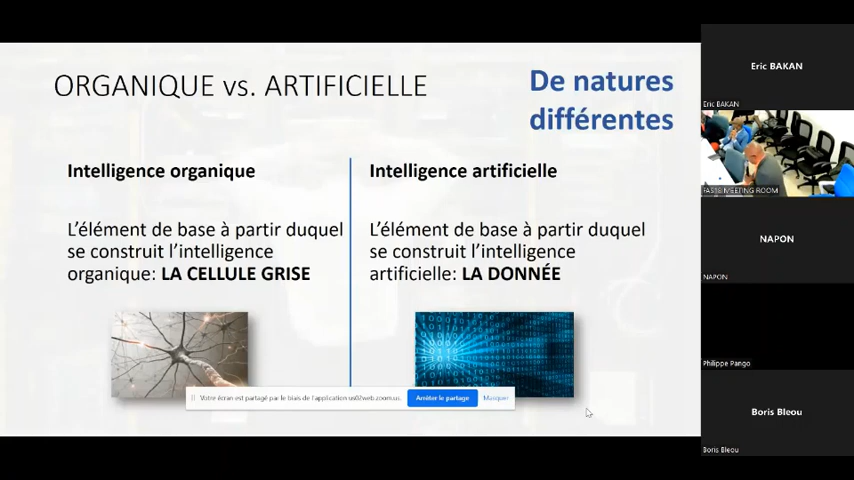 ORGANIQUE vs. ARTIFICIELLE
De natures
différentes
Intelligence organique
L'élément de base à partir duquel
se construit l'intelligence
organique: LA CELLULE GRISE
Intelligence artificielle
L'élément de base à partir duquel
se construit l'intelligence
artificielle: LA DONNÉE
Votre écran est partagé par le biais de l'application us02web.zoom.us.
Arrêter le partage
Masquer
Eric BAKAN
Eric BAKAN
MEETING ROOM
NAPON
NAPON
Philippe Pango
Boris Bleou
Boris Bleou